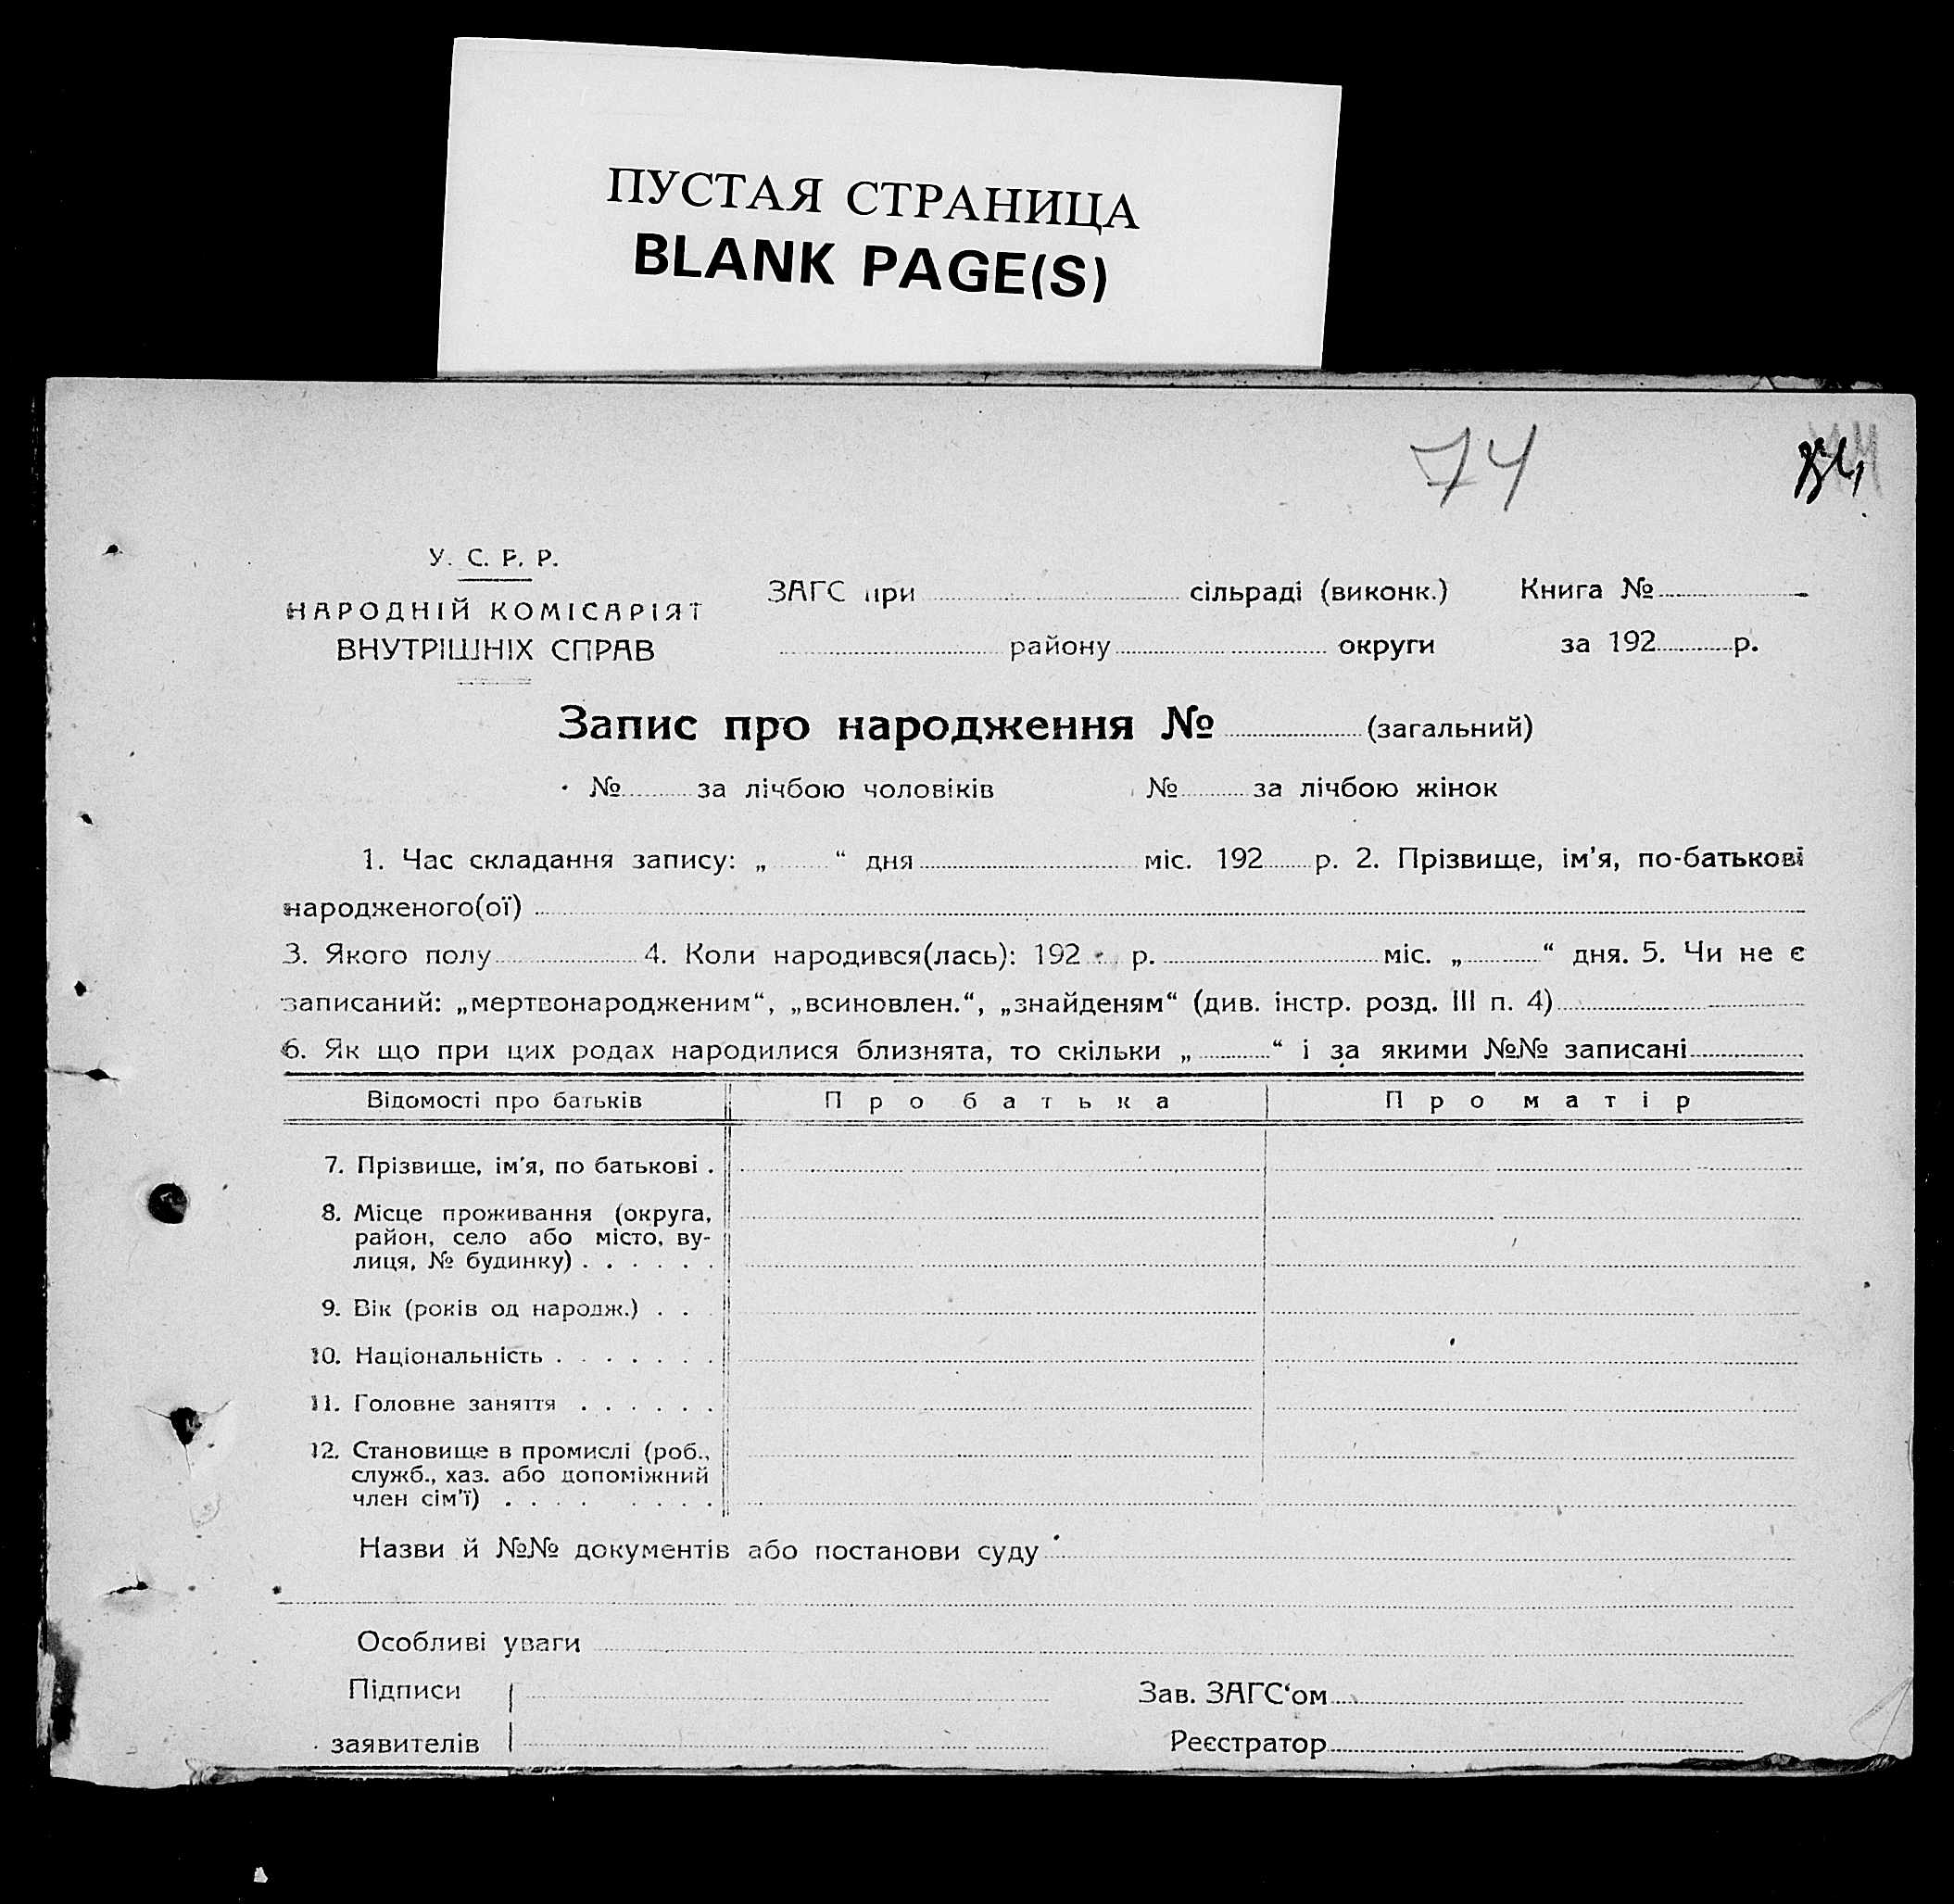 ПУСТАЯ СТРАНИЦА
BLANK PAGE(S)
74
У. С. Р. Р.
НАРОДНІЙ КОМІСАРІЯТ
ВНУТРІШНІХ СПРАВ
ЗАГС при сільраді (виконк.) Книга №
району округи за 192 р.
Запис про народження № (загальний)
№ за лічбою чоловіків № за лічбою жінок
1. Час складання запису: „ “ дня міс. 192 р. 2. Прізвище, ім’я, по-батькові
народженого(ої)
3. Якого полу 4. Коли народився(лась): 192 р. міс. „ “ дня. 5. Чи не є
записаний: „мертвонародженим“, „всиновлен.“, „знайденям“ (див. інстр. розд. III п. 4)
6. Як що при цих родах народилися близнята, то скільки „ “ і за якими №№ записані
Відомості про батьків Про батька Про матір
7. Прізвище, ім’я, по батькові .
8. Місце проживання (округа,
район, село або місто, ву-
лиця, № будинку) . . . . . .
9. Вік (років од народж.) . . .
10. Національність . . . . . . .
11. Головне заняття . . . . . .
12. Становище в промислі (роб.,
служб., хаз. або допоміжний
член сім’ї) . . . . . . . .
Назви й №№ документів або постанови суду
Особливі уваги
Підписи Зав. ЗАГС‘ом
заявителів Реєстратор